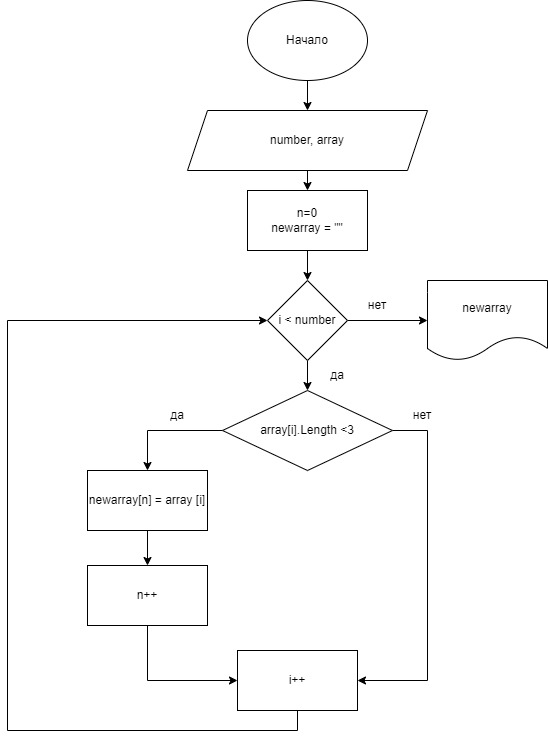 Начало
number, array
n=0
newarray = ""
i < number
нет
newarray
да
да
array[i].Length <3
нет
newarray[n] = array [i]
n++
i++